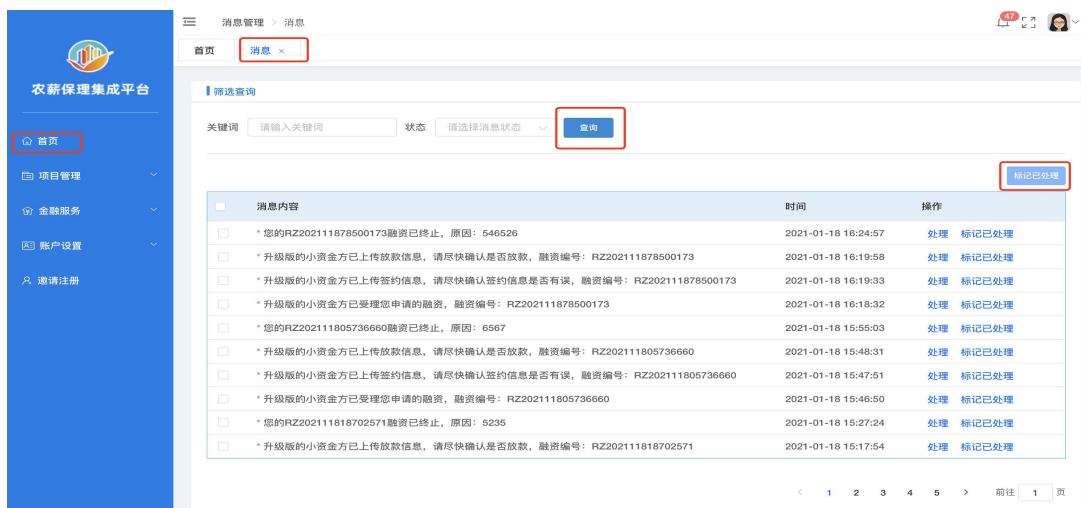 消息管理 > 消息
47
首页 消息 ×
农薪保理集成平台
首页
项目管理
金融服务
账户设置
邀请注册
筛选查询
关键词 请输入关键词 状态 请选择消息状态 查询
标记已处理
消息内容 时间 操作
* 您的RZ202111878500173融资已终止，原因：546526 2021-01-18 16:24:57 处理 标记已处理
* 升级版的小资金方已上传放款信息，请尽快确认是否放款，融资编号：RZ202111878500173 2021-01-18 16:19:58 处理 标记已处理
* 升级版的小资金方已上传签约信息，请尽快确认签约信息是否有误，融资编号：RZ202111878500173 2021-01-18 16:19:33 处理 标记已处理
* 升级版的小资金方已受理您申请的融资，融资编号：RZ202111878500173 2021-01-18 16:18:32 处理 标记已处理
* 您的RZ202111805736660融资已终止，原因：6567 2021-01-18 15:55:03 处理 标记已处理
* 升级版的小资金方已上传放款信息，请尽快确认是否放款，融资编号：RZ202111805736660 2021-01-18 15:48:31 处理 标记已处理
* 升级版的小资金方已上传签约信息，请尽快确认签约信息是否有误，融资编号：RZ202111805736660 2021-01-18 15:47:51 处理 标记已处理
* 升级版的小资金方已受理您申请的融资，融资编号：RZ202111805736660 2021-01-18 15:46:50 处理 标记已处理
* 您的RZ202111818702571融资已终止，原因：5235 2021-01-18 15:27:24 处理 标记已处理
* 升级版的小资金方已上传放款信息，请尽快确认是否放款，融资编号：RZ202111818702571 2021-01-18 15:17:54 处理 标记已处理
< 1 2 3 4 5 > 前往 1 页